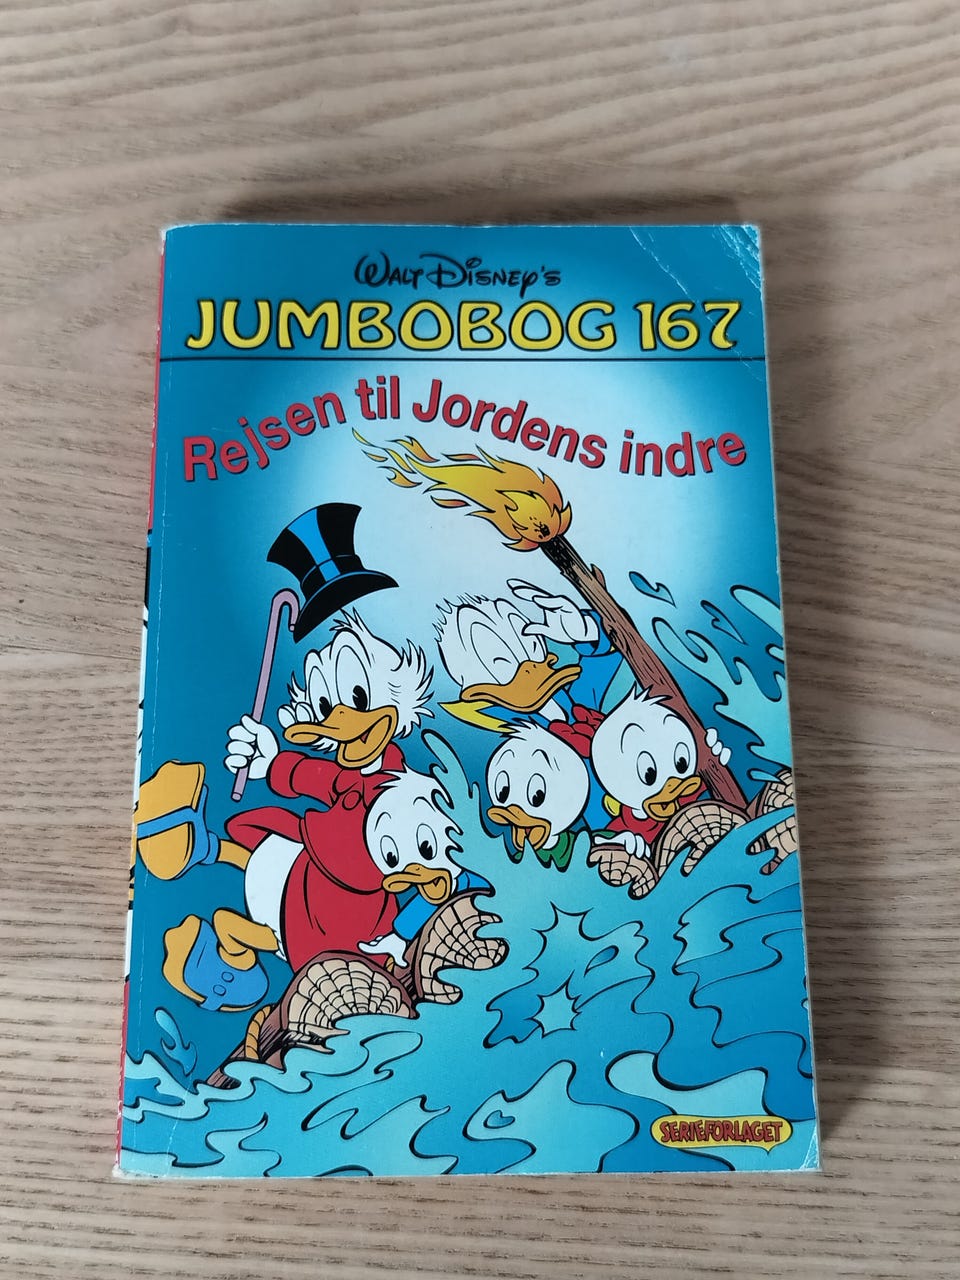 WALT DISNEY'S
JUMBOBOG 167
Rejsen til Jordens indre
SERIEFORLAGET